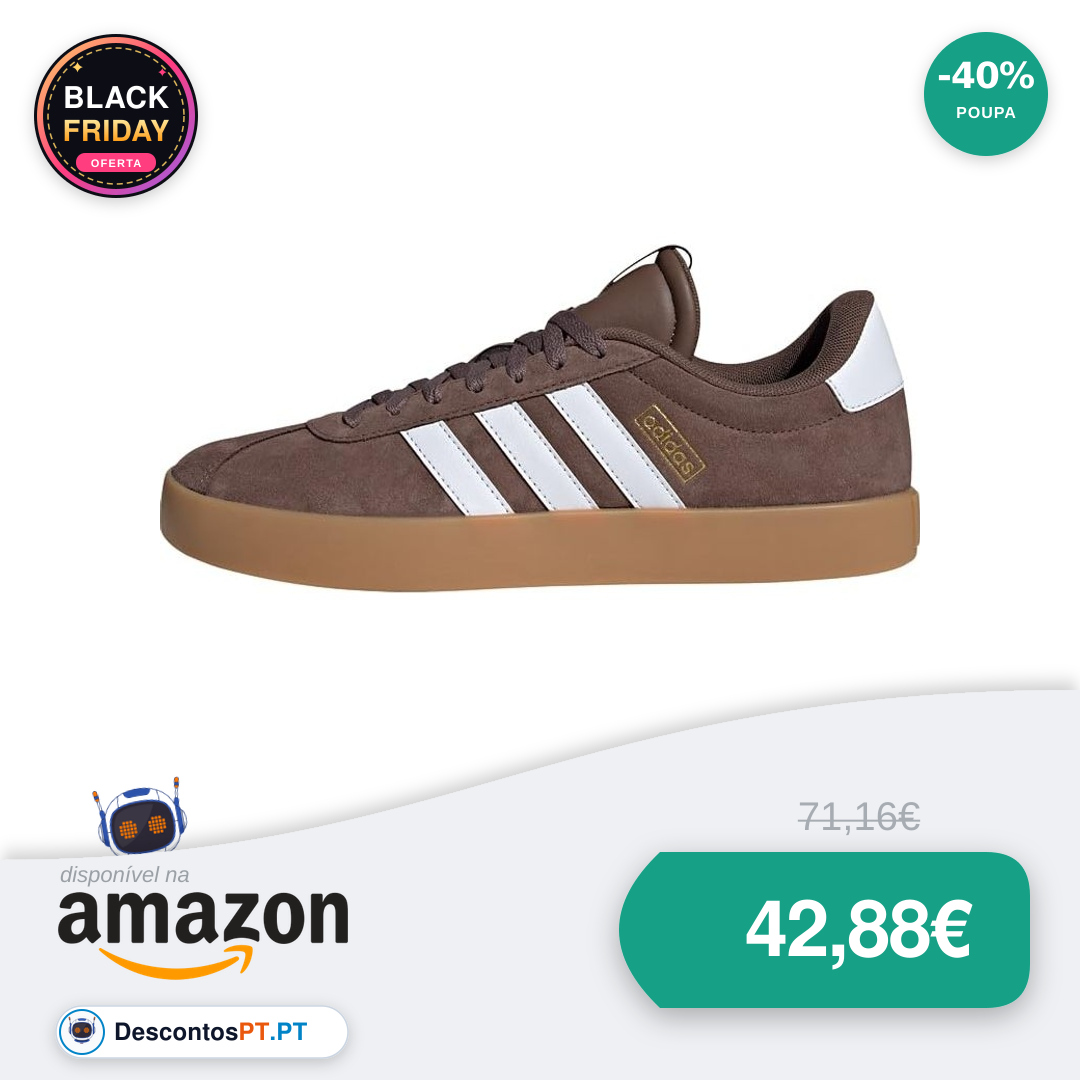 BLACK
FRIDAY
OFERTA
-40%
POUPA
adidas
71,16€
42,88€
disponível na
amazon
DescontosPT.PT